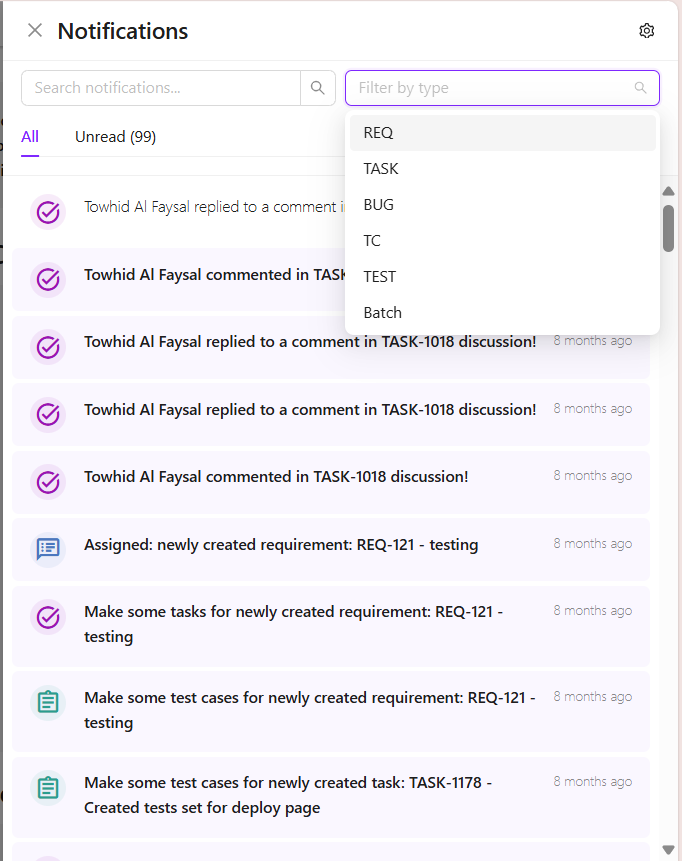 Notifications
Search notifications...
Filter by type
All
Unread (99)
REQ
TASK
BUG
TC
TEST
Batch
Towhid Al Faysal replied to a comment
Towhid Al Faysal commented in TASK
Towhid Al Faysal replied to a comment in TASK-1018 discussion!
8 months ago
Towhid Al Faysal replied to a comment in TASK-1018 discussion!
8 months ago
Towhid Al Faysal commented in TASK-1018 discussion!
8 months ago
Assigned: newly created requirement: REQ-121 - testing
8 months ago
Make some tasks for newly created requirement: REQ-121 -
testing
8 months ago
Make some test cases for newly created requirement: REQ-121 -
testing
8 months ago
Make some test cases for newly created task: TASK-1178 -
Created tests set for deploy page
8 months ago